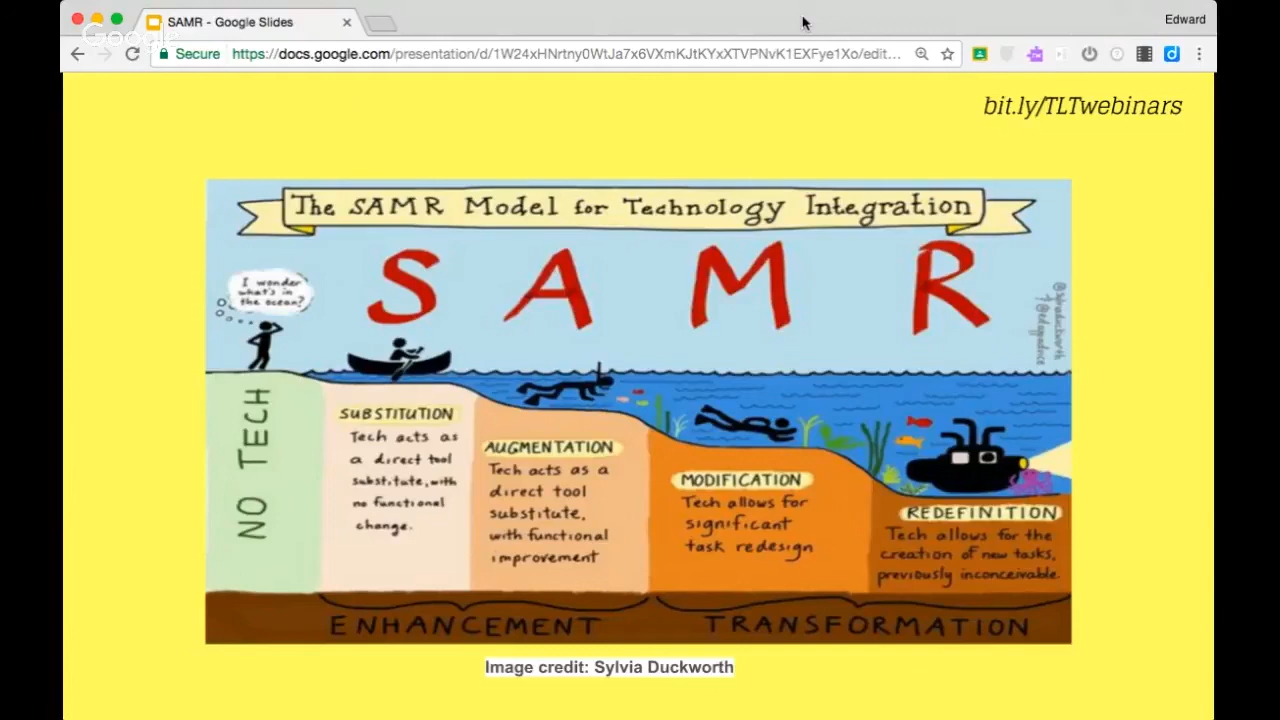 SAMR - Google Slides
Edward
Google
Secure
https://docs.google.com/presentation/d/1W24xHNrtny0WtJa7x6VXmKJtKYxXTVPNvK1EXFye1Xo/edit...
bit.ly/TLTwebinars
The SAMR Model for Technology Integration
S A M R
I wonder
what's in
the ocean?
@sylviaduckworth
NO TECH
SUBSTITUTION
Tech acts as
a direct tool
substitute, with
no functional
change.
AUGMENTATION
Tech acts as a
direct tool
substitute,
with functional
improvement
MODIFICATION
Tech allows for
significant
task redesign
REDEFINITION
Tech allows for the
creation of new tasks,
previously inconceivable.
ENHANCEMENT
TRANSFORMATION
Image credit: Sylvia Duckworth